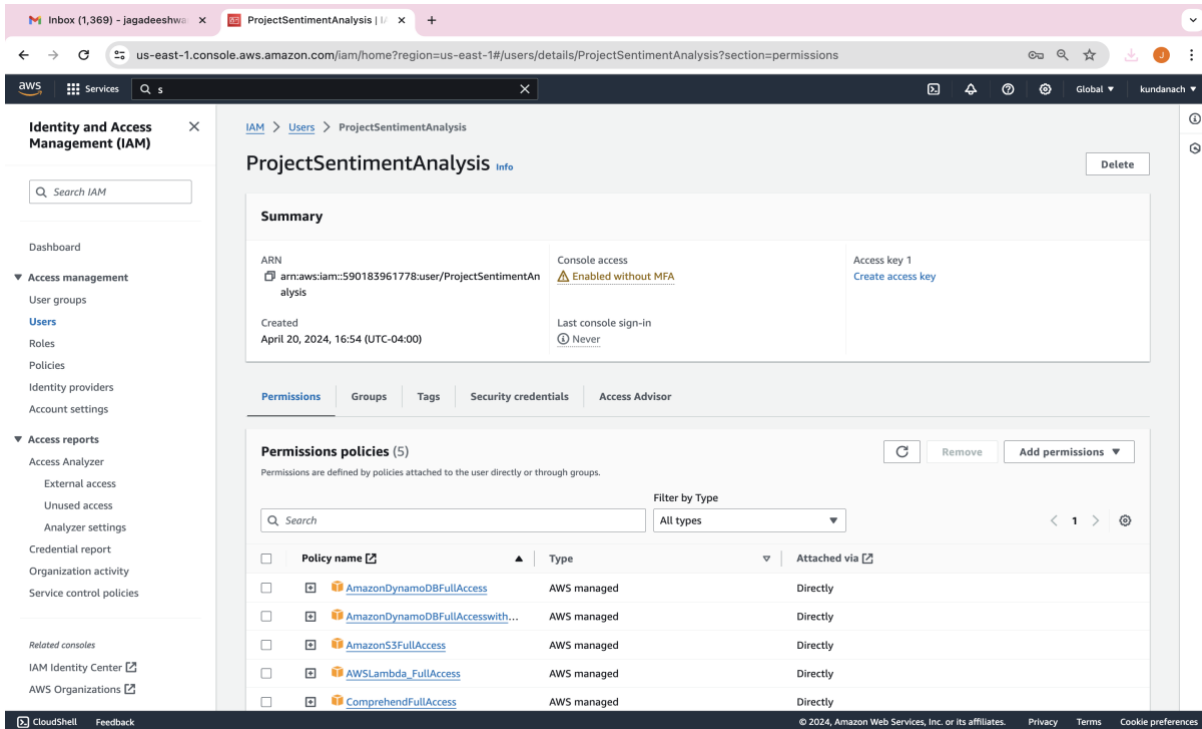 Inbox (1,369) - jagadeeshwa
ProjectSentimentAnalysis | I
us-east-1.console.aws.amazon.com/iam/home?region=us-east-1#/users/details/ProjectSentimentAnalysis?section=permissions
J
aws Services s Global kundanach
Identity and Access
Management (IAM)
Search IAM
Dashboard
Access management
User groups
Users
Roles
Policies
Identity providers
Account settings
Access reports
Access Analyzer
External access
Unused access
Analyzer settings
Credential report
Organization activity
Service control policies
Related consoles
IAM Identity Center
AWS Organizations
IAM > Users > ProjectSentimentAnalysis
ProjectSentimentAnalysis Info
Delete
Summary
ARN
arn:aws:iam::590183961778:user/ProjectSentimentAn
alysis
Console access
Enabled without MFA
Access key 1
Create access key
Created
April 20, 2024, 16:54 (UTC-04:00)
Last console sign-in
Never
Permissions Groups Tags Security credentials Access Advisor
Permissions policies (5)
Remove
Add permissions
Permissions are defined by policies attached to the user directly or through groups.
Filter by Type
Search
All types
1
Policy name Type Attached via
AmazonDynamoDBFullAccess AWS managed Directly
AmazonDynamoDBFullAccesswith... AWS managed Directly
AmazonS3FullAccess AWS managed Directly
AWSLambda_FullAccess AWS managed Directly
ComprehendFullAccess AWS managed Directly
CloudShell Feedback © 2024, Amazon Web Services, Inc. or its affiliates. Privacy Terms Cookie preferences